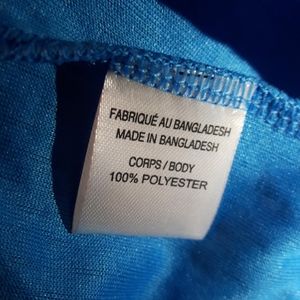 FABRIQUÉ AU BANGLADESH
MADE IN BANGLADESH
CORPS / BODY
100% POLYESTER